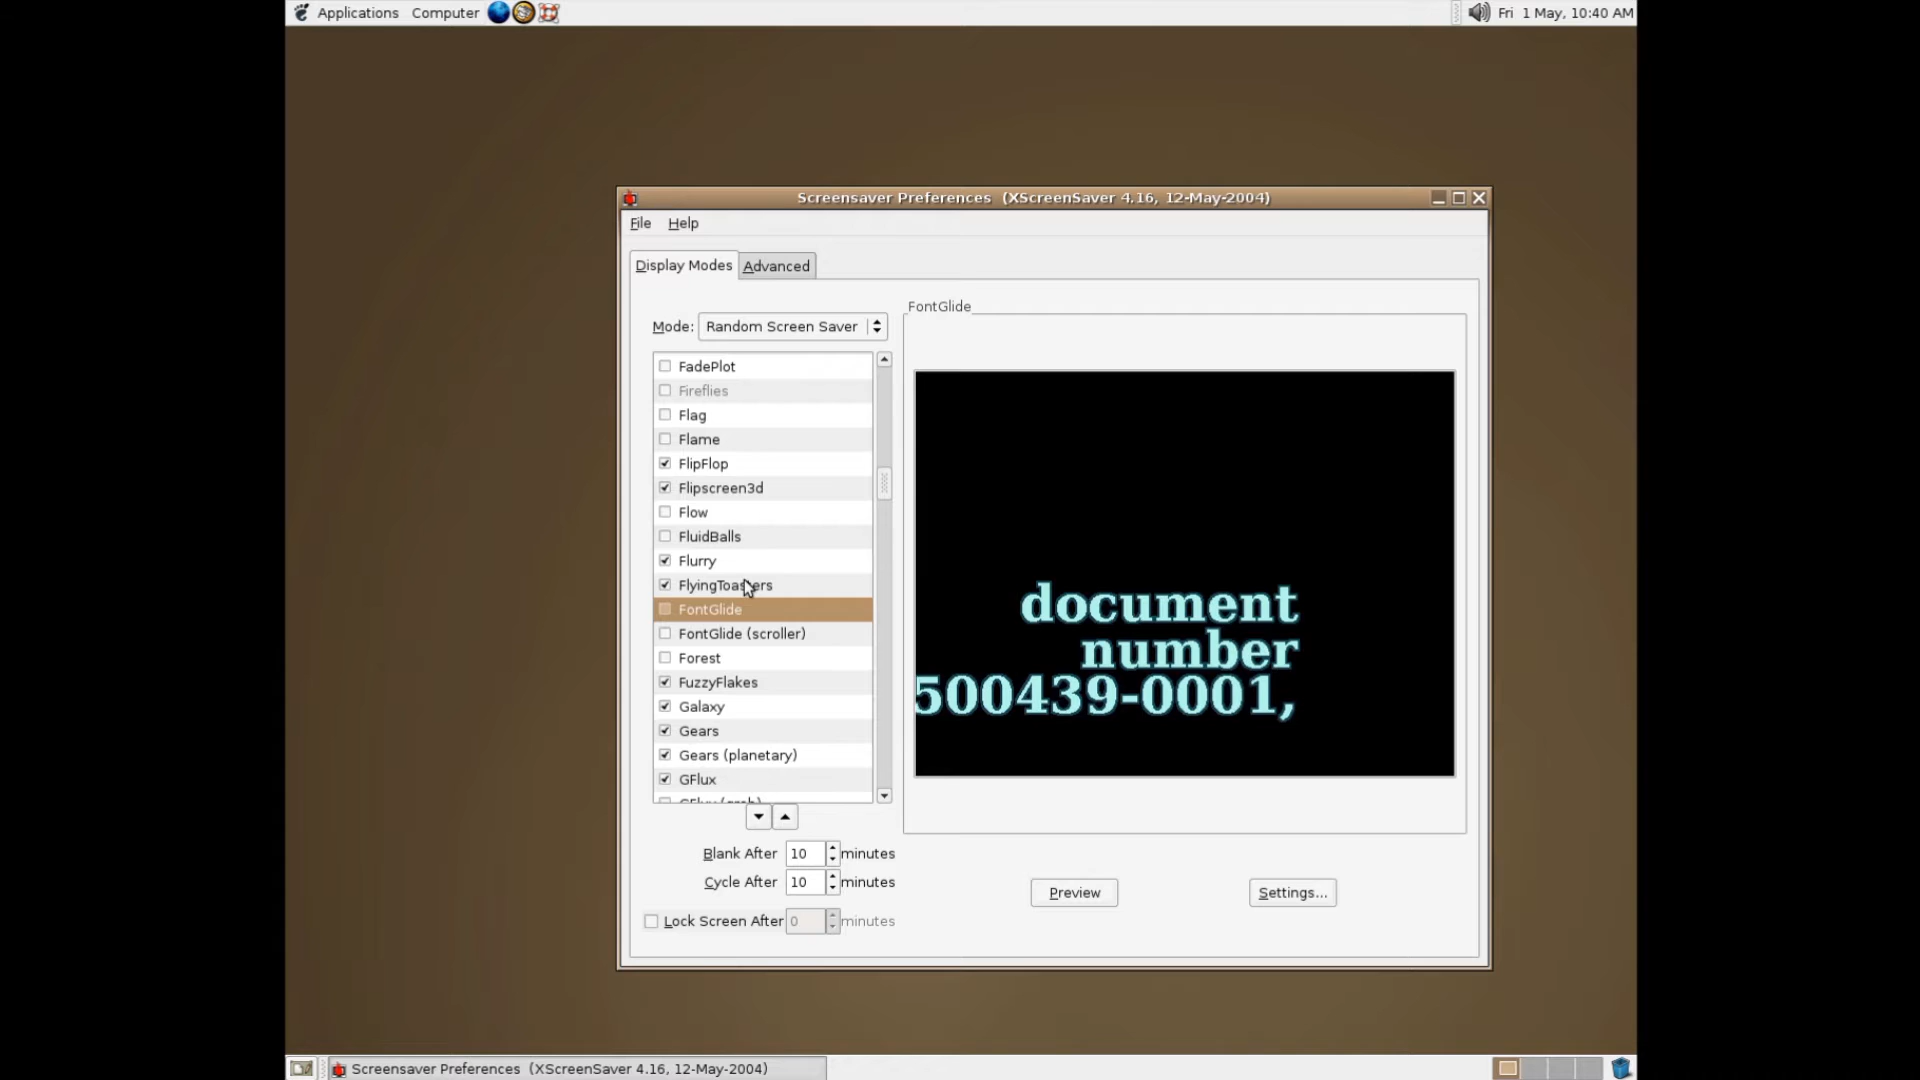 Applications Computer
Fri 1 May, 10:40 AM
Screensaver Preferences (XScreenSaver 4.16, 12-May-2004)
File Help
Display Modes Advanced
Mode: Random Screen Saver
FadePlot
Fireflies
Flag
Flame
FlipFlop
Flipscreen3d
Flow
FluidBalls
Flurry
FlyingToasters
FontGlide
FontGlide (scroller)
Forest
FuzzyFlakes
Galaxy
Gears
Gears (planetary)
GFlux
Blank After 10 minutes
Cycle After 10 minutes
Lock Screen After 0 minutes
FontGlide
document
number
500439-0001,
Preview Settings...
Screensaver Preferences (XScreenSaver 4.16, 12-May-2004)